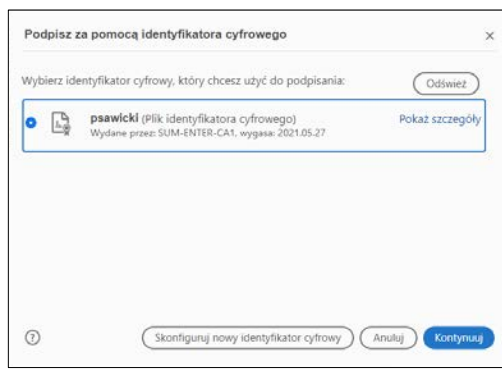 Podpisz za pomocą identyfikatora cyfrowego
Wybierz identyfikator cyfrowy, który chcesz użyć do podpisania:
Odśwież
psawicki (Plik identyfikatora cyfrowego)
Pokaż szczegóły
Wydane przez: SUM-ENTER-CA1, wygasa: 2021.05.27
Skonfiguruj nowy identyfikator cyfrowy
Anuluj
Kontynuuj